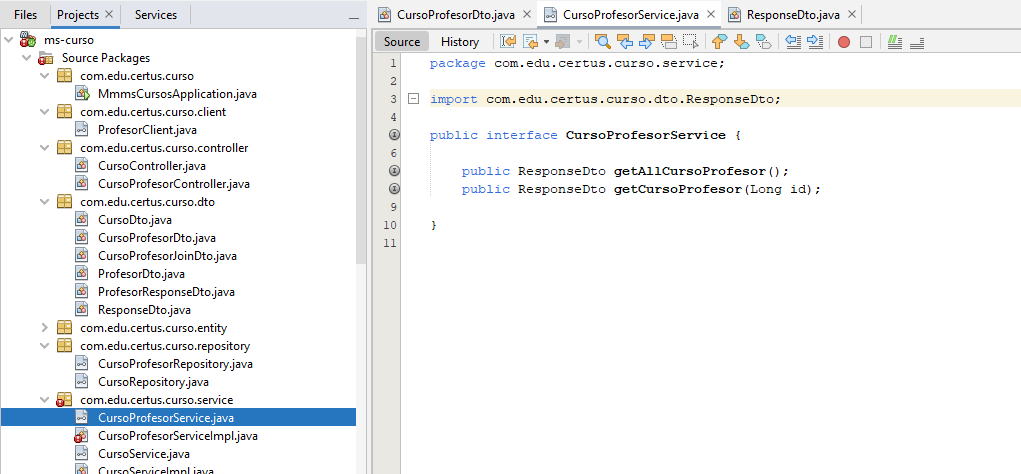 Files Projects Services
ms-curso
Source Packages
com.edu.certus.curso
MmmsCursosApplication.java
com.edu.certus.curso.client
ProfesorClient.java
com.edu.certus.curso.controller
CursoController.java
CursoProfesorController.java
com.edu.certus.curso.dto
CursoDto.java
CursoProfesorDto.java
CursoProfesorJoinDto.java
ProfesorDto.java
ProfesorResponseDto.java
ResponseDto.java
com.edu.certus.curso.entity
com.edu.certus.curso.repository
CursoProfesorRepository.java
CursoRepository.java
com.edu.certus.curso.service
CursoProfesorService.java
CursoProfesorServiceImpl.java
CursoService.java
CursoServiceImpl.java
CursoProfesorDto.java CursoProfesorService.java ResponseDto.java
Source History
1 package com.edu.certus.curso.service;
2
3 import com.edu.certus.curso.dto.ResponseDto;
4
public interface CursoProfesorService {
6
public ResponseDto getAllCursoProfesor();
public ResponseDto getCursoProfesor(Long id);
9
10 }
11